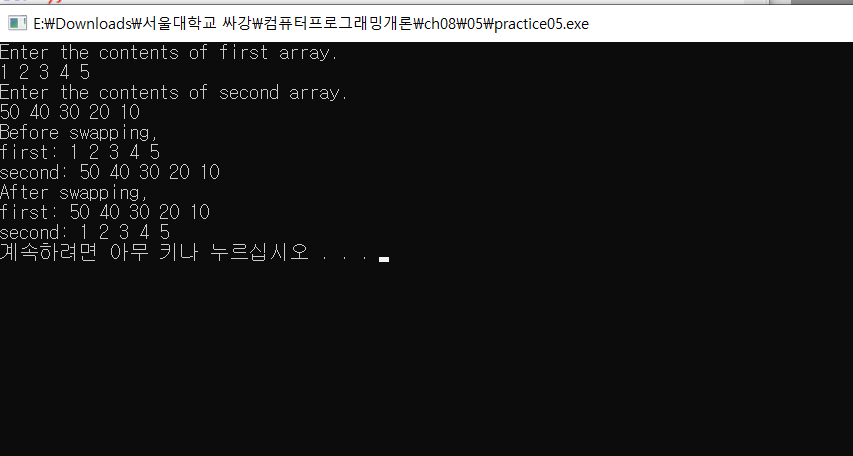 E:\Downloads\서울대학교 싸강\컴퓨터프로그래밍개론\ch08\05\practice05.exe
Enter the contents of first array.
1 2 3 4 5
Enter the contents of second array.
50 40 30 20 10
Before swapping,
first: 1 2 3 4 5
second: 50 40 30 20 10
After swapping,
first: 50 40 30 20 10
second: 1 2 3 4 5
계속하려면 아무 키나 누르십시오 . . .